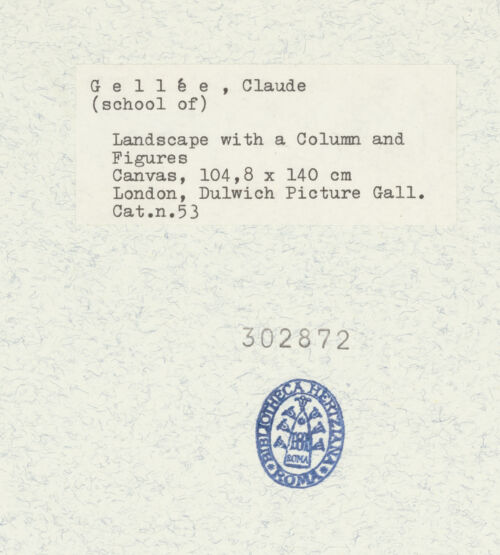 G e l l é e , Claude
(school of)
Landscape with a Column and
Figures
Canvas, 104,8 x 140 cm
London, Dulwich Picture Gall.
Cat.n.53
302872
BIBLIOTHECA HERTZIANA
ROMA
ROMA